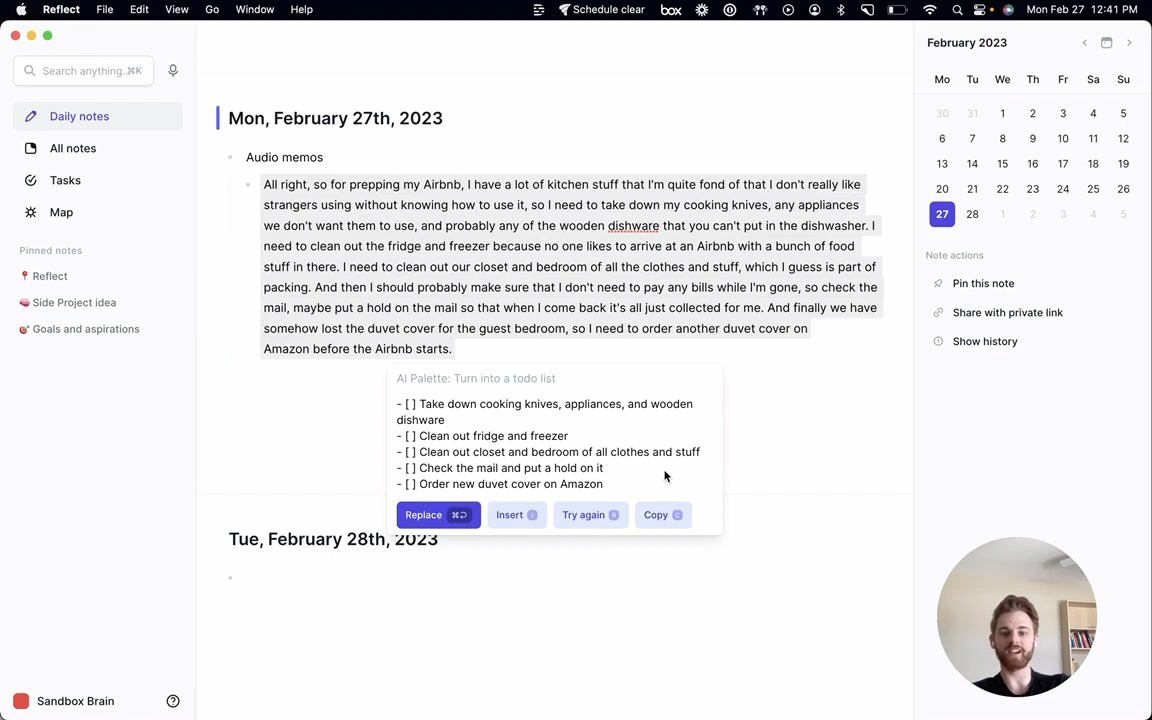 Reflect File Edit View Go Window Help Schedule clear box Mon Feb 27 12:41 PM
Search anything. ⌘K
Daily notes
All notes
Tasks
Map
Pinned notes
📍 Reflect
🧠 Side Project idea
🎯 Goals and aspirations
Sandbox Brain
Mon, February 27th, 2023
Audio memos
All right, so for prepping my Airbnb, I have a lot of kitchen stuff that I'm quite fond of that I don't really like
strangers using without knowing how to use it, so I need to take down my cooking knives, any appliances
we don't want them to use, and probably any of the wooden dishware that you can't put in the dishwasher. I
need to clean out the fridge and freezer because no one likes to arrive at an Airbnb with a bunch of food
stuff in there. I need to clean out our closet and bedroom of all the clothes and stuff, which I guess is part of
packing. And then I should probably make sure that I don't need to pay any bills while I'm gone, so check the
mail, maybe put a hold on the mail so that when I come back it's all just collected for me. And finally we have
somehow lost the duvet cover for the guest bedroom, so I need to order another duvet cover on
Amazon before the Airbnb starts.
AI Palette: Turn into a todo list
- [ ] Take down cooking knives, appliances, and wooden
dishware
- [ ] Clean out fridge and freezer
- [ ] Clean out closet and bedroom of all clothes and stuff
- [ ] Check the mail and put a hold on it
- [ ] Order new duvet cover on Amazon
Replace ⌘⏎ Insert I Try again R Copy C
Tue, February 28th, 2023
February 2023
Mo Tu We Th Fr Sa Su
30 31 1 2 3 4 5
6 7 8 9 10 11 12
13 14 15 16 17 18 19
20 21 22 23 24 25 26
27 28 1 2 3 4 5
Note actions
Pin this note
Share with private link
Show history